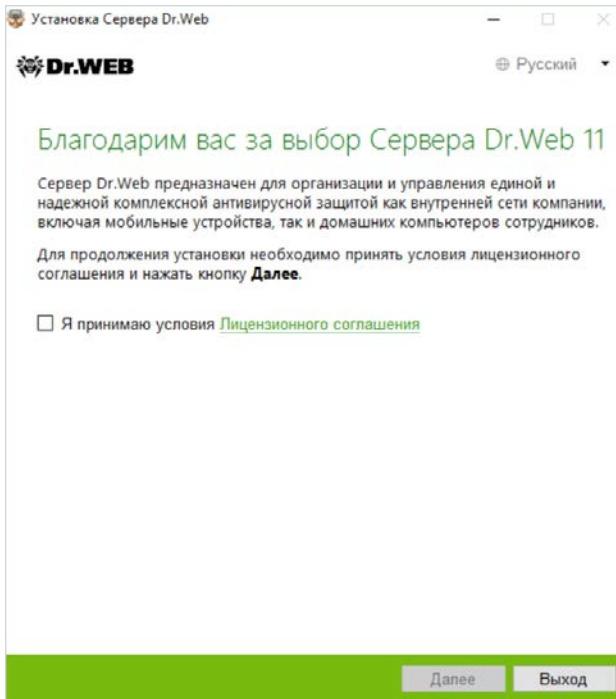 Установка Сервера Dr.Web
Dr.WEB
Русский
Благодарим вас за выбор Сервера Dr.Web 11
Сервер Dr.Web предназначен для организации и управления единой и
надежной комплексной антивирусной защитой как внутренней сети компании,
включая мобильные устройства, так и домашних компьютеров сотрудников.
Для продолжения установки необходимо принять условия лицензионного
соглашения и нажать кнопку Далее.
Я принимаю условия Лицензионного соглашения
Далее
Выход